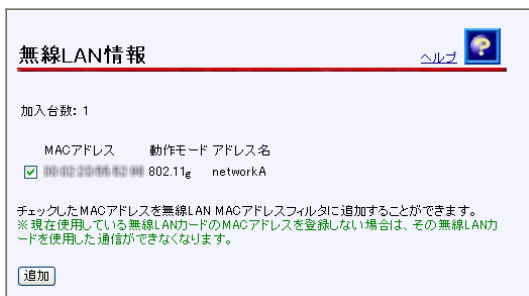 無線LAN情報
ヘルプ
加入台数: 1
MACアドレス 動作モード アドレス名
802.11g networkA
チェックしたMACアドレスを無線LAN MACアドレスフィルタに追加することができます。
※現在使用している無線LANカードのMACアドレスを登録しない場合は、その無線LANカ
ードを使用した通信ができなくなります。
追加